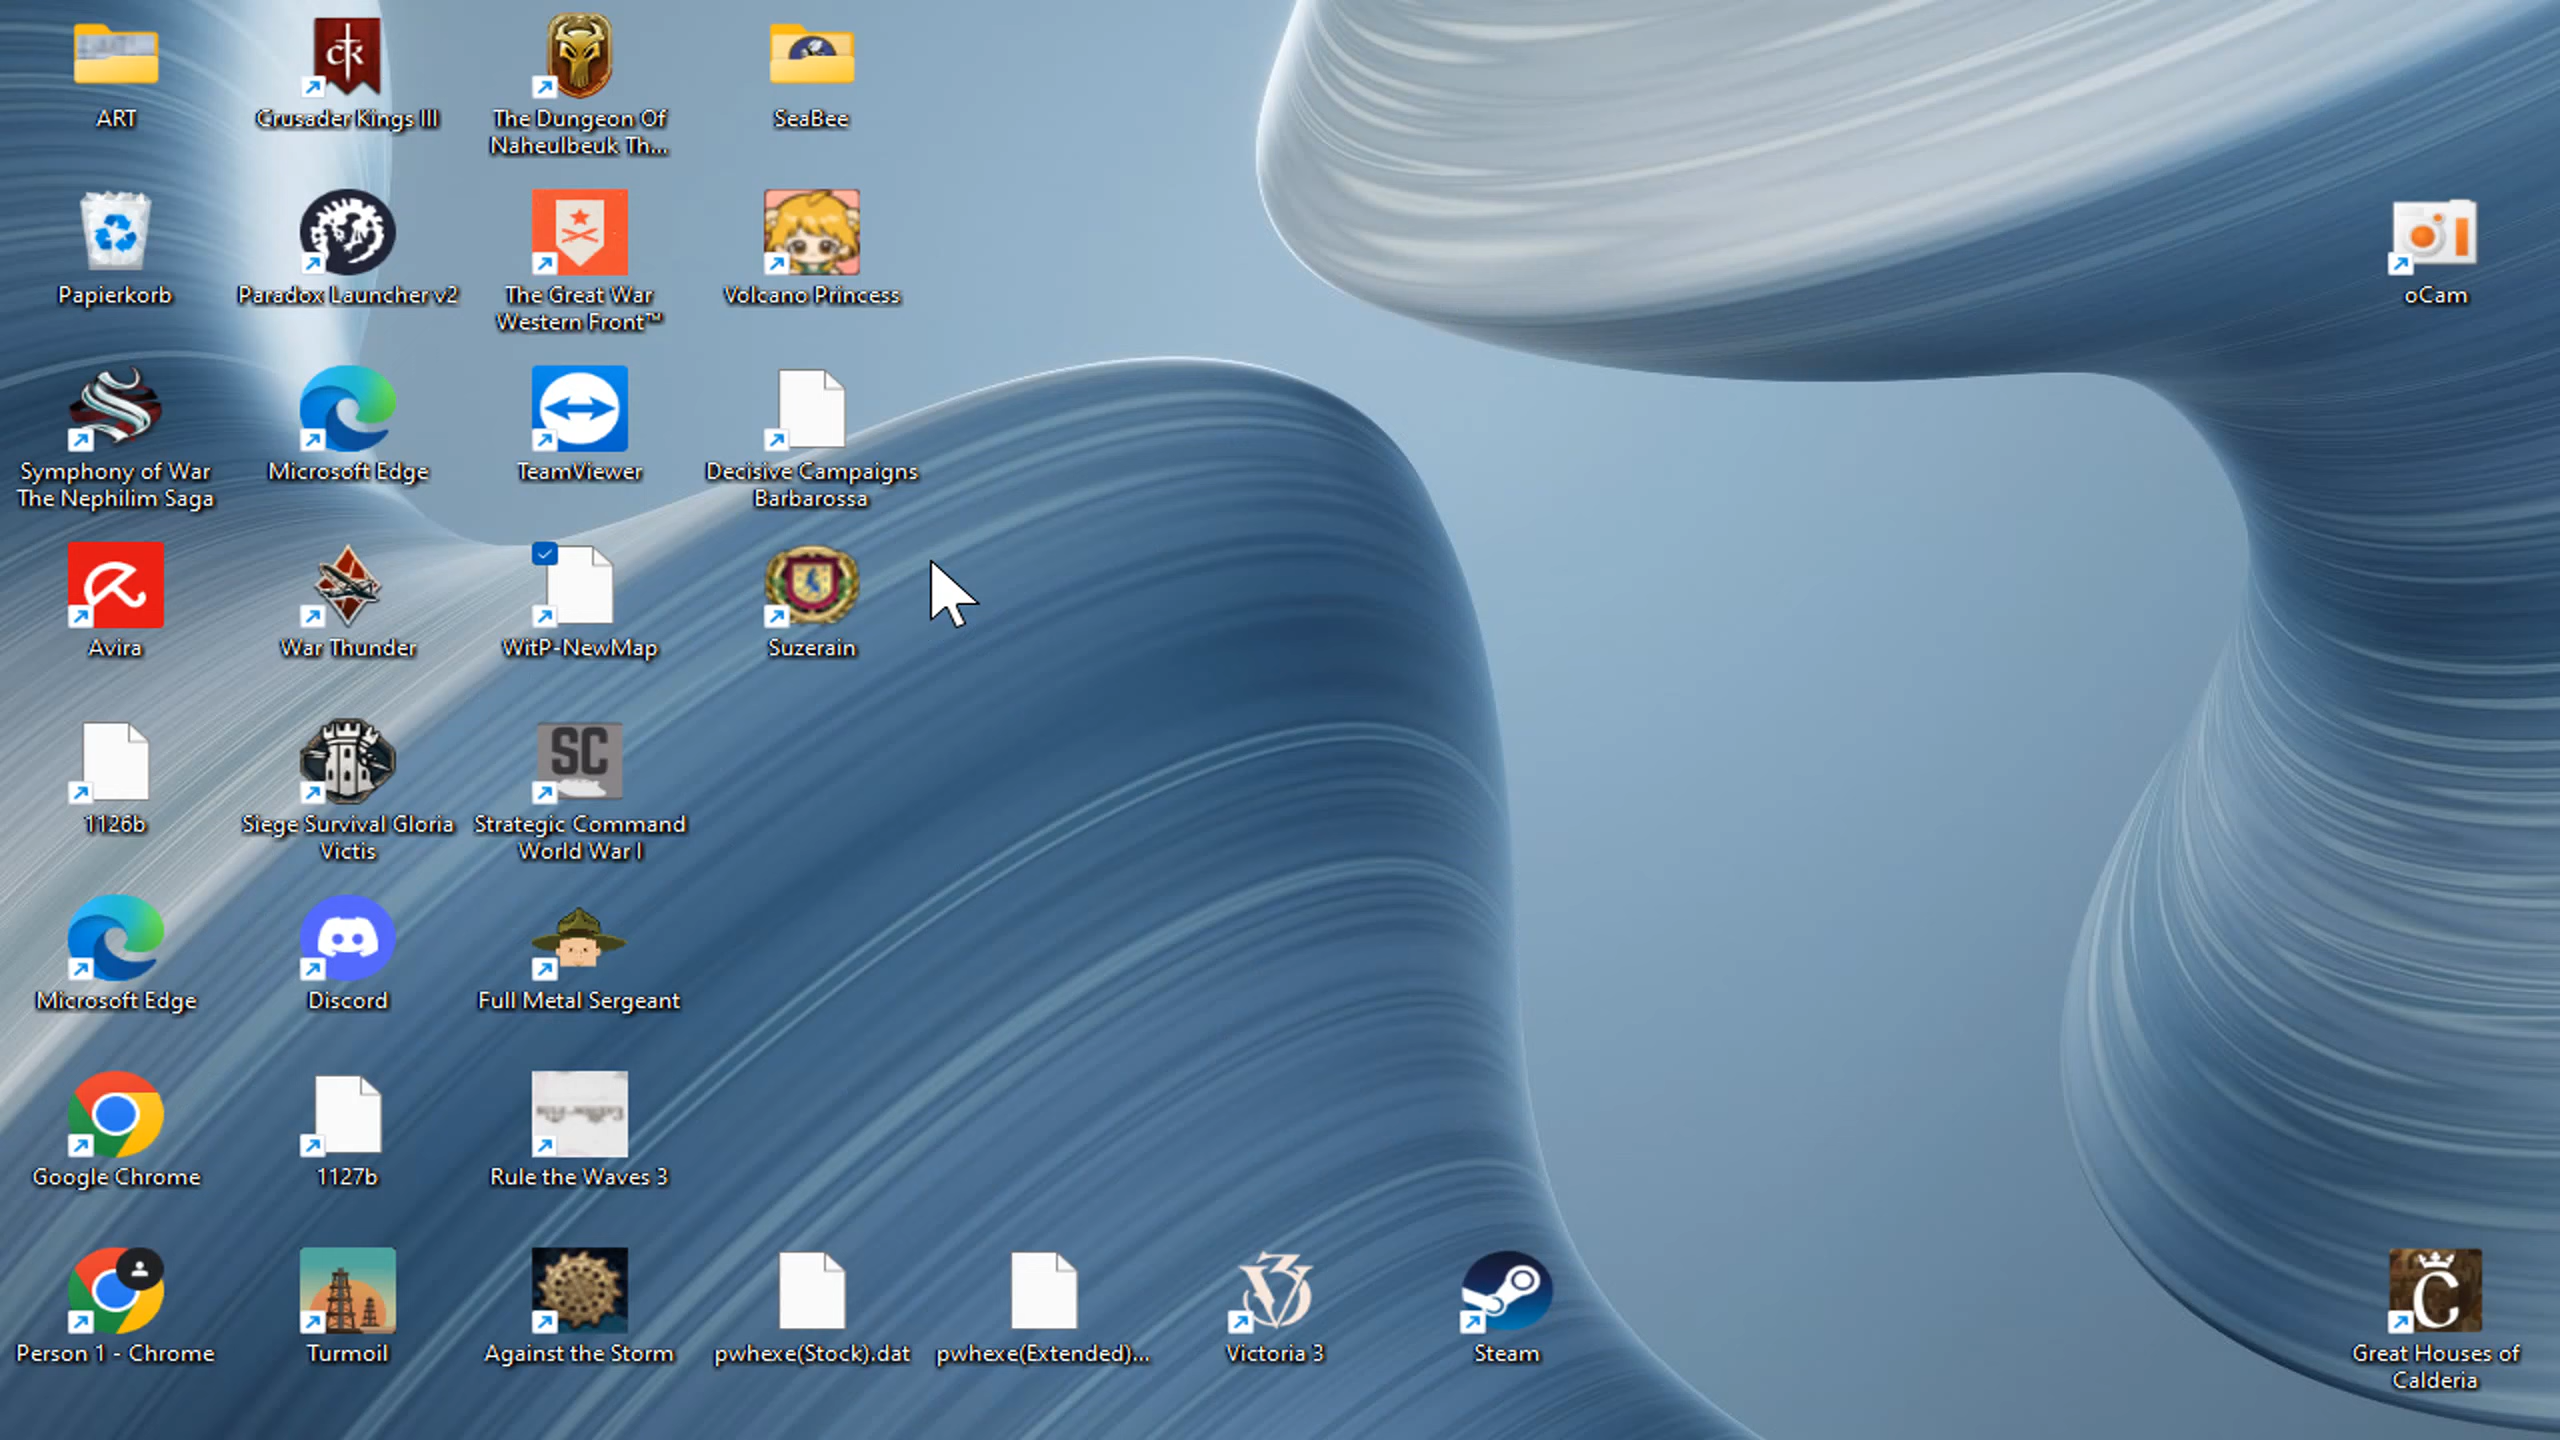 ART
Crusader Kings III
The Dungeon Of
Naheulbeuk Th...
SeaBee
Papierkorb
Paradox Launcher v2
The Great War
Western Front™
Volcano Princess
oCam
Symphony of War
The Nephilim Saga
Microsoft Edge
TeamViewer
Decisive Campaigns
Barbarossa
Avira
War Thunder
WitP-NewMap
Suzerain
1126b
Siege Survival Gloria
Victis
SC
Strategic Command
World War I
Microsoft Edge
Discord
Full Metal Sergeant
Google Chrome
1127b
Rule the Waves 3
Person 1 - Chrome
Turmoil
Against the Storm
pwhexe(Stock).dat
pwhexe(Extended)...
Victoria 3
Steam
Great Houses of
Calderia